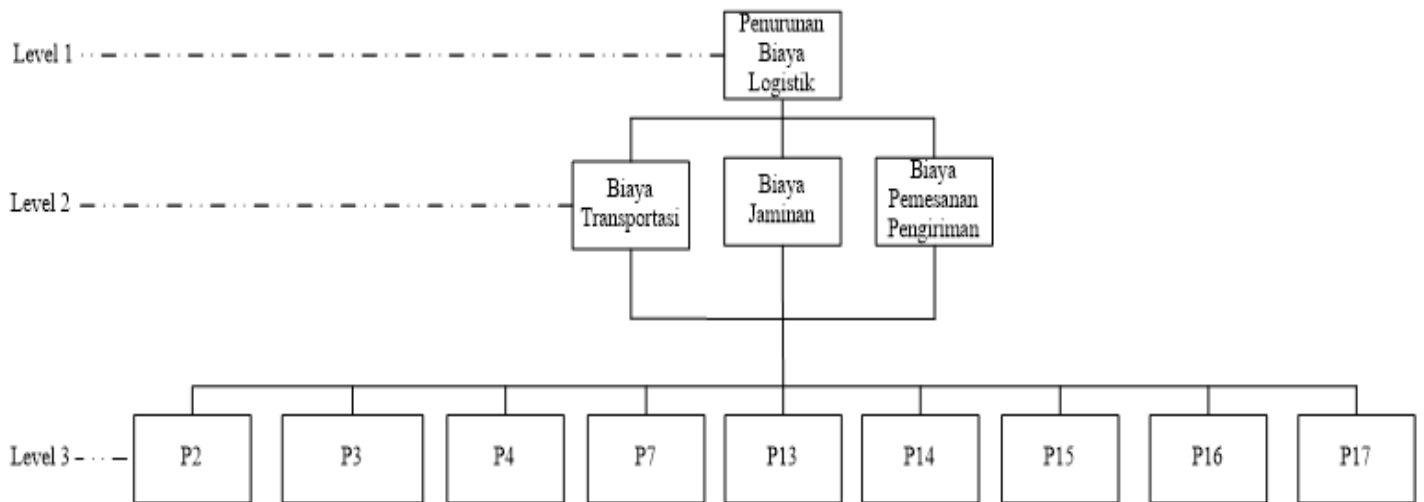 Level 1
Penurunan
Biaya
Logistik
Level 2
Biaya
Transportasi
Biaya
Jaminan
Biaya
Pemesanan
Pengiriman
Level 3
P2
P3
P4
P7
P13
P14
P15
P16
P17